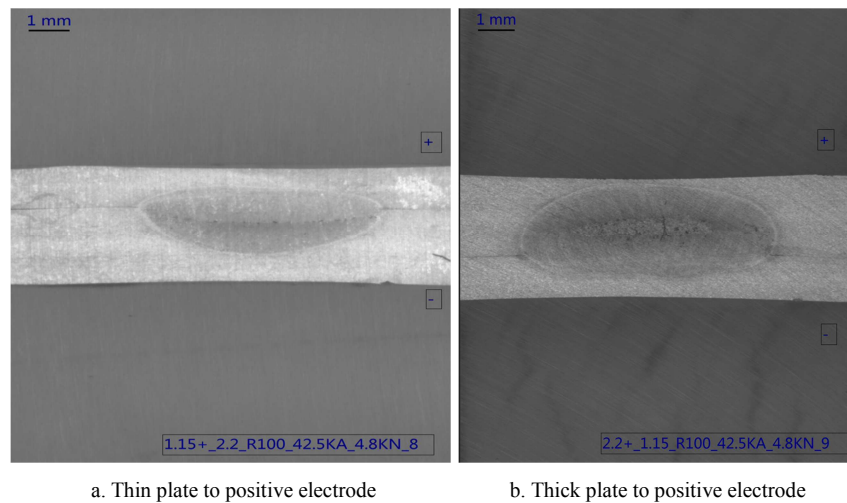 1 mm
+
-
1.15+_2.2_R100_42.5KA_4.8KN_8
1 mm
+
-
2.2+_1.15_R100_42.5KA_4.8KN_9
a. Thin plate to positive electrode
b. Thick plate to positive electrode